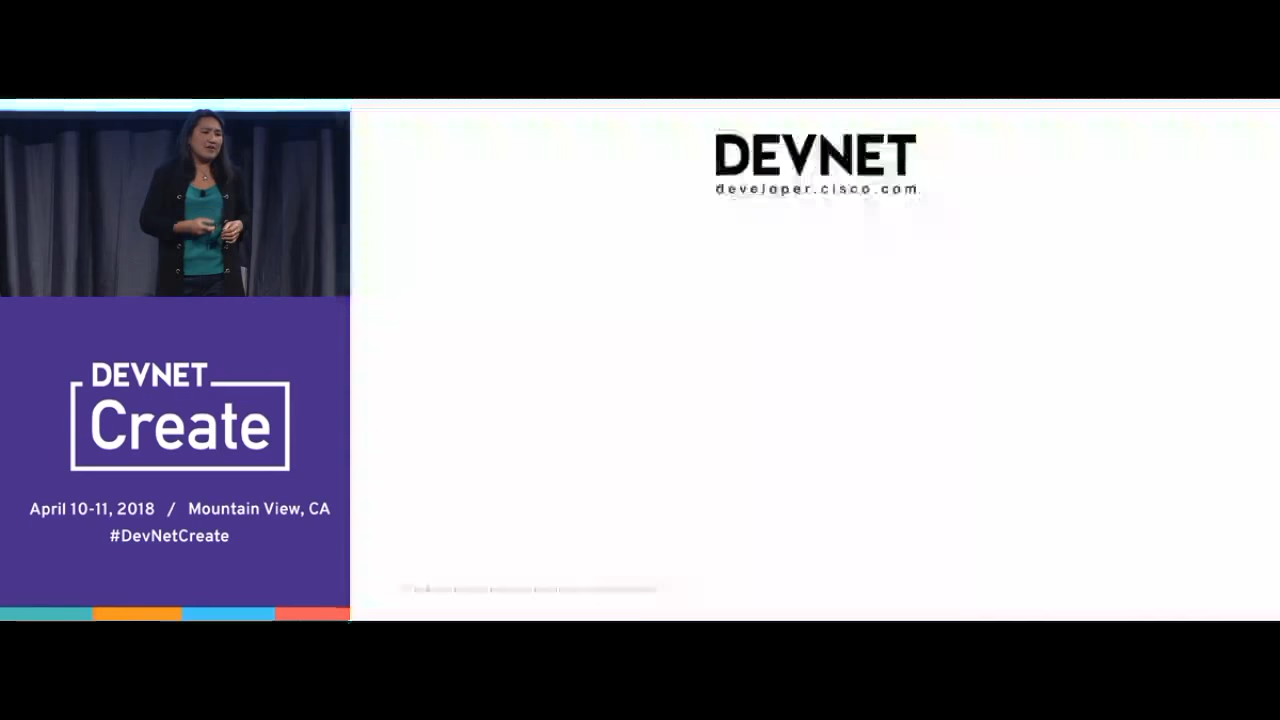 DEVNET
developer.cisco.com
DEVNET
Create
April 10-11, 2018 / Mountain View, CA
#DevNetCreate